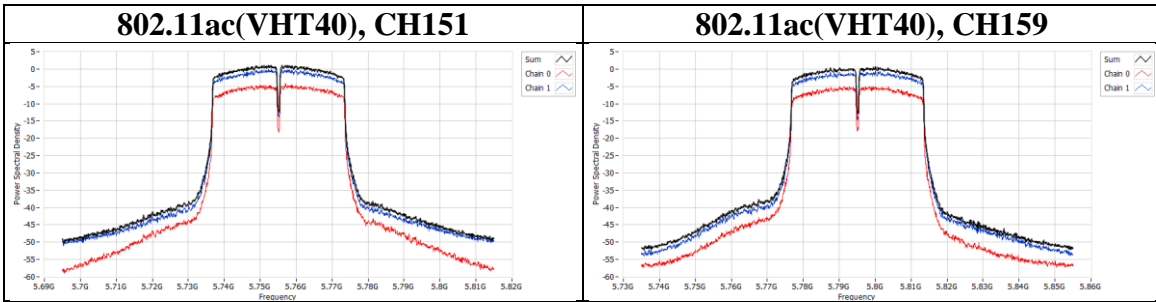 802.11ac(VHT40), CH151
5
0
-5
-10
-15
-20
-25
-30
-35
-40
-45
-50
-55
-60
Power Spectral Density
5.69G 5.7G 5.71G 5.72G 5.73G 5.74G 5.75G 5.76G 5.77G 5.78G 5.79G 5.8G 5.81G 5.82G
Frequency
Sum
Chain 0
Chain 1
802.11ac(VHT40), CH159
5
0
-5
-10
-15
-20
-25
-30
-35
-40
-45
-50
-55
-60
Power Spectral Density
5.73G 5.74G 5.75G 5.76G 5.77G 5.78G 5.79G 5.8G 5.81G 5.82G 5.83G 5.84G 5.85G 5.86G
Frequency
Sum
Chain 0
Chain 1